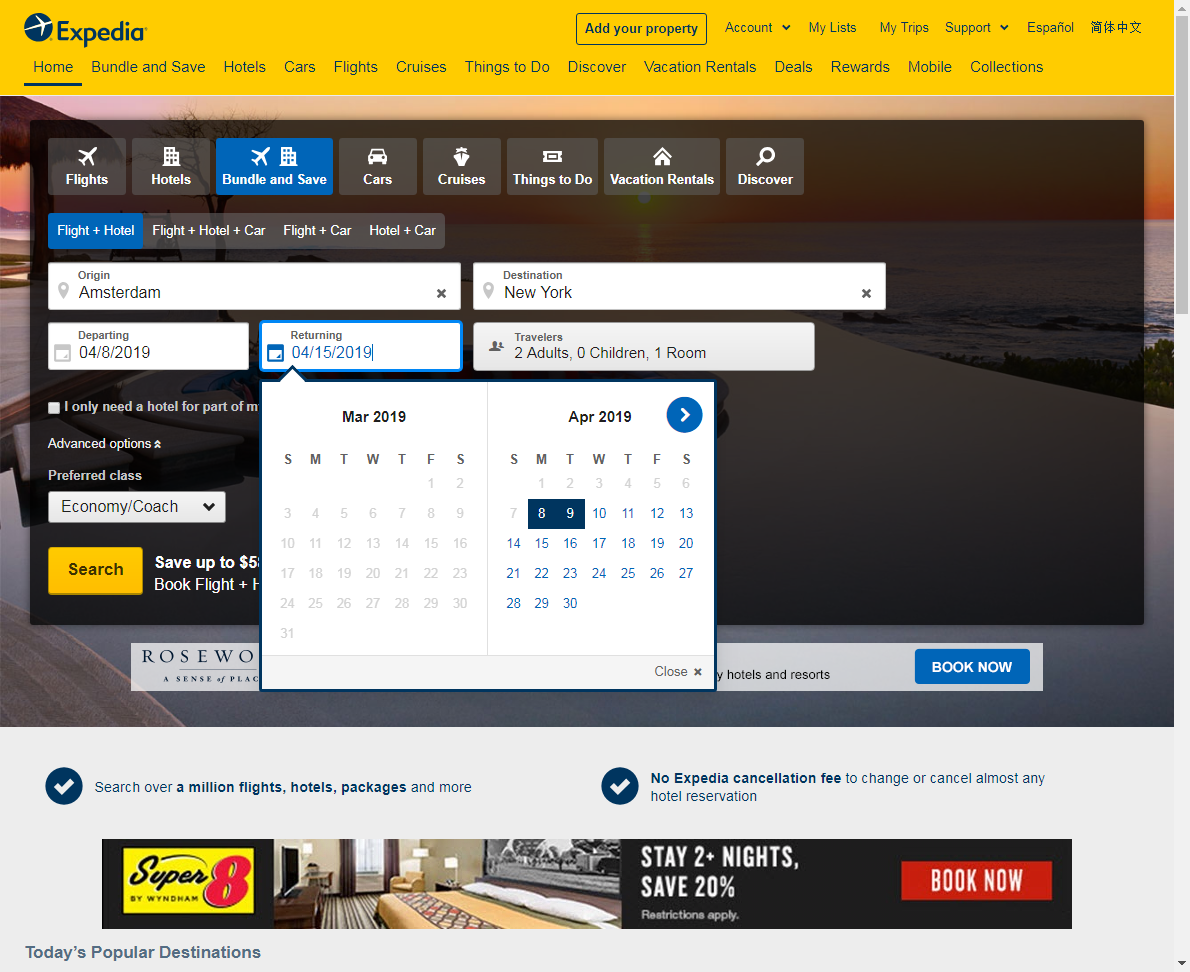 Expedia
Add your property Account My Lists My Trips Support Español 简体中文
Home Bundle and Save Hotels Cars Flights Cruises Things to Do Discover Vacation Rentals Deals Rewards Mobile Collections
Flights Hotels Bundle and Save Cars Cruises Things to Do Vacation Rentals Discover
Flight + Hotel Flight + Hotel + Car Flight + Car Hotel + Car
Origin
Amsterdam
Destination
New York
Departing
04/8/2019
Returning
04/15/2019
Travelers
2 Adults, 0 Children, 1 Room
I only need a hotel for part of
Advanced options
Preferred class
Economy/Coach
Search
Save up to
Book Flight +
Mar 2019
S M T W T F S
1 2
3 4 5 6 7 8 9
10 11 12 13 14 15 16
17 18 19 20 21 22 23
24 25 26 27 28 29 30
31
Apr 2019
S M T W T F S
1 2 3 4 5 6
7 8 9 10 11 12 13
14 15 16 17 18 19 20
21 22 23 24 25 26 27
28 29 30
Close
ROSEWO
A SENSE of PLAC
hotels and resorts
BOOK NOW
Search over a million flights, hotels, packages and more
No Expedia cancellation fee to change or cancel almost any
hotel reservation
Super 8
BY WYNDHAM
STAY 2+ NIGHTS,
SAVE 20%
Restrictions apply.
BOOK NOW
Today's Popular Destinations